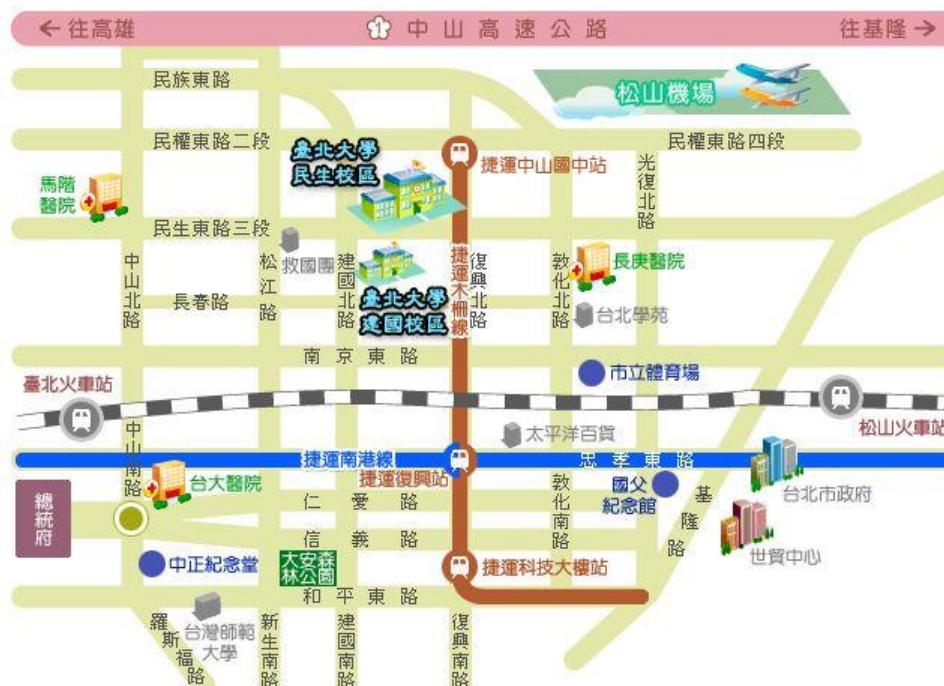 往高雄
1
中山高速公路
往基隆
民族東路
松山機場
民權東路二段
民權東路四段
臺北大學
民生校區
捷運中山國中站
光復北路
馬階
醫院
民生東路三段
救國團
中山北路
松江路
建國北路
捷運木柵線
復興北路
敦化北路
長庚醫院
長春路
臺北大學
建國校區
台北學苑
南京東路
市立體育場
臺北火車站
松山火車站
太平洋百貨
中山南路
捷運南港線
忠孝東路
捷運復興站
台大醫院
總統府
仁愛路
敦化南路
國父
紀念館
基隆路
台北市政府
信義路
世貿中心
中正紀念堂
大安森
林公園
捷運科技大樓站
和平東路
台灣師範
大學
羅斯福路
新生南路
建國南路
復興南路